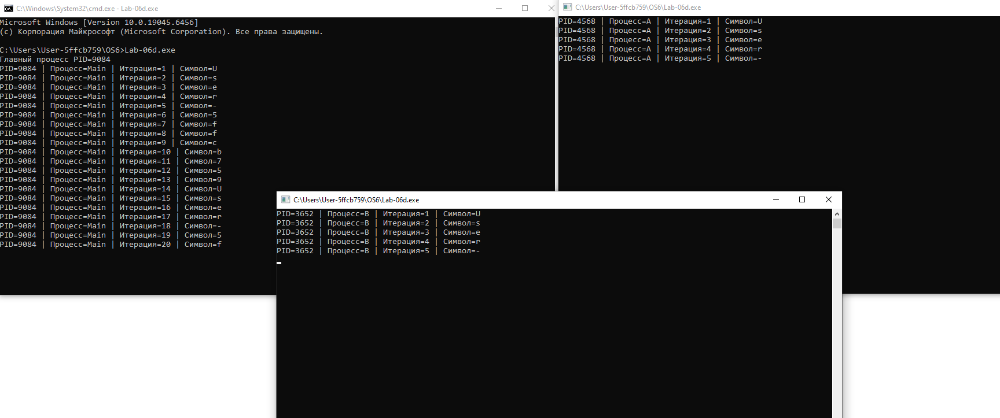 C:\Windows\System32\cmd.exe - Lab-06d.exe
Microsoft Windows [Version 10.0.19045.6456]
(c) Корпорация Майкрософт (Microsoft Corporation). Все права защищены.
C:\Users\User-5ffcb759\OS6>Lab-06d.exe
Главный процесс PID=9084
PID=9084 | Процесс=Main | Итерация=1 | Символ=U
PID=9084 | Процесс=Main | Итерация=2 | Символ=s
PID=9084 | Процесс=Main | Итерация=3 | Символ=e
PID=9084 | Процесс=Main | Итерация=4 | Символ=r
PID=9084 | Процесс=Main | Итерация=5 | Символ=-
PID=9084 | Процесс=Main | Итерация=6 | Символ=5
PID=9084 | Процесс=Main | Итерация=7 | Символ=f
PID=9084 | Процесс=Main | Итерация=8 | Символ=f
PID=9084 | Процесс=Main | Итерация=9 | Символ=c
PID=9084 | Процесс=Main | Итерация=10 | Символ=b
PID=9084 | Процесс=Main | Итерация=11 | Символ=7
PID=9084 | Процесс=Main | Итерация=12 | Символ=5
PID=9084 | Процесс=Main | Итерация=13 | Символ=9
PID=9084 | Процесс=Main | Итерация=14 | Символ=U
PID=9084 | Процесс=Main | Итерация=15 | Символ=s
PID=9084 | Процесс=Main | Итерация=16 | Символ=e
PID=9084 | Процесс=Main | Итерация=17 | Символ=r
PID=9084 | Процесс=Main | Итерация=18 | Символ=-
PID=9084 | Процесс=Main | Итерация=19 | Символ=5
PID=9084 | Процесс=Main | Итерация=20 | Символ=f
C:\Users\User-5ffcb759\OS6\Lab-06d.exe
PID=4568 | Процесс=A | Итерация=1 | Символ=U
PID=4568 | Процесс=A | Итерация=2 | Символ=s
PID=4568 | Процесс=A | Итерация=3 | Символ=e
PID=4568 | Процесс=A | Итерация=4 | Символ=r
PID=4568 | Процесс=A | Итерация=5 | Символ=-
C:\Users\User-5ffcb759\OS6\Lab-06d.exe
PID=3652 | Процесс=B | Итерация=1 | Символ=U
PID=3652 | Процесс=B | Итерация=2 | Символ=s
PID=3652 | Процесс=B | Итерация=3 | Символ=e
PID=3652 | Процесс=B | Итерация=4 | Символ=r
PID=3652 | Процесс=B | Итерация=5 | Символ=-